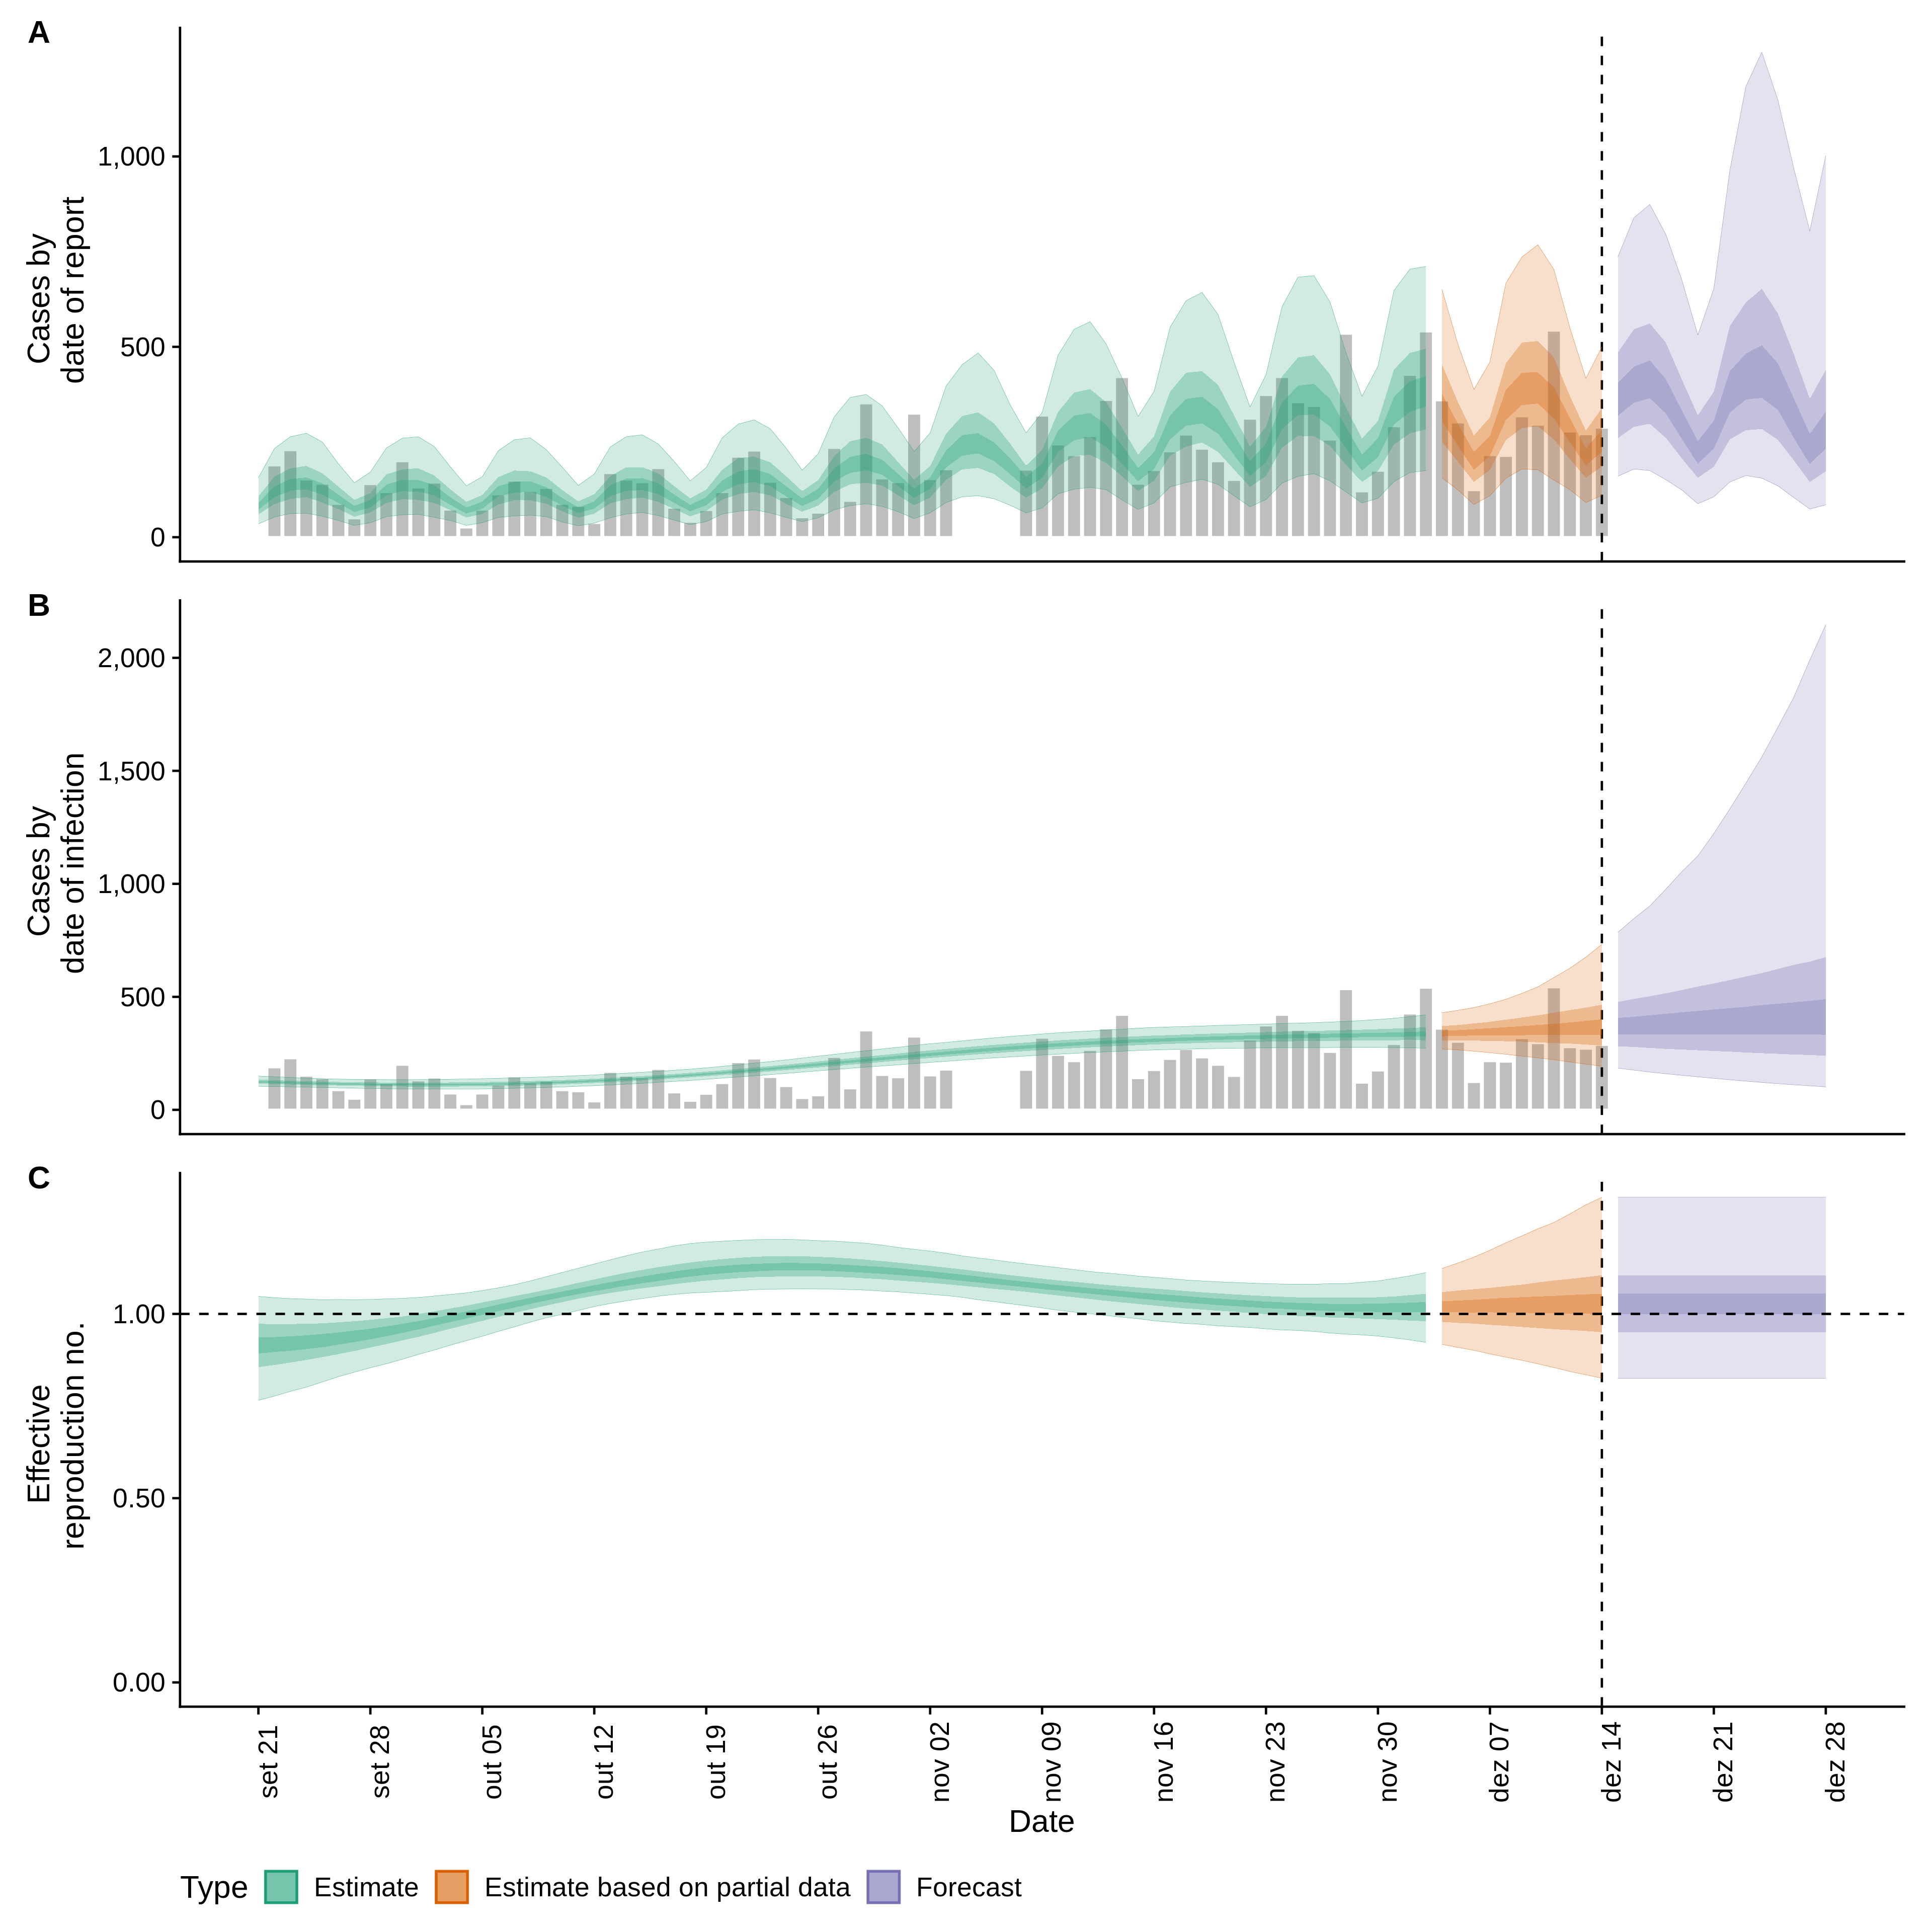 A
Cases by
date of report
1,000
500
0
B
Cases by
date of infection
2,000
1,500
1,000
500
0
C
Effective
reproduction no.
1.00
0.50
0.00
set 21
set 28
out 05
out 12
out 19
out 26
nov 02
nov 09
nov 16
nov 23
nov 30
dez 07
dez 14
dez 21
dez 28
Date
Type Estimate Estimate based on partial data Forecast